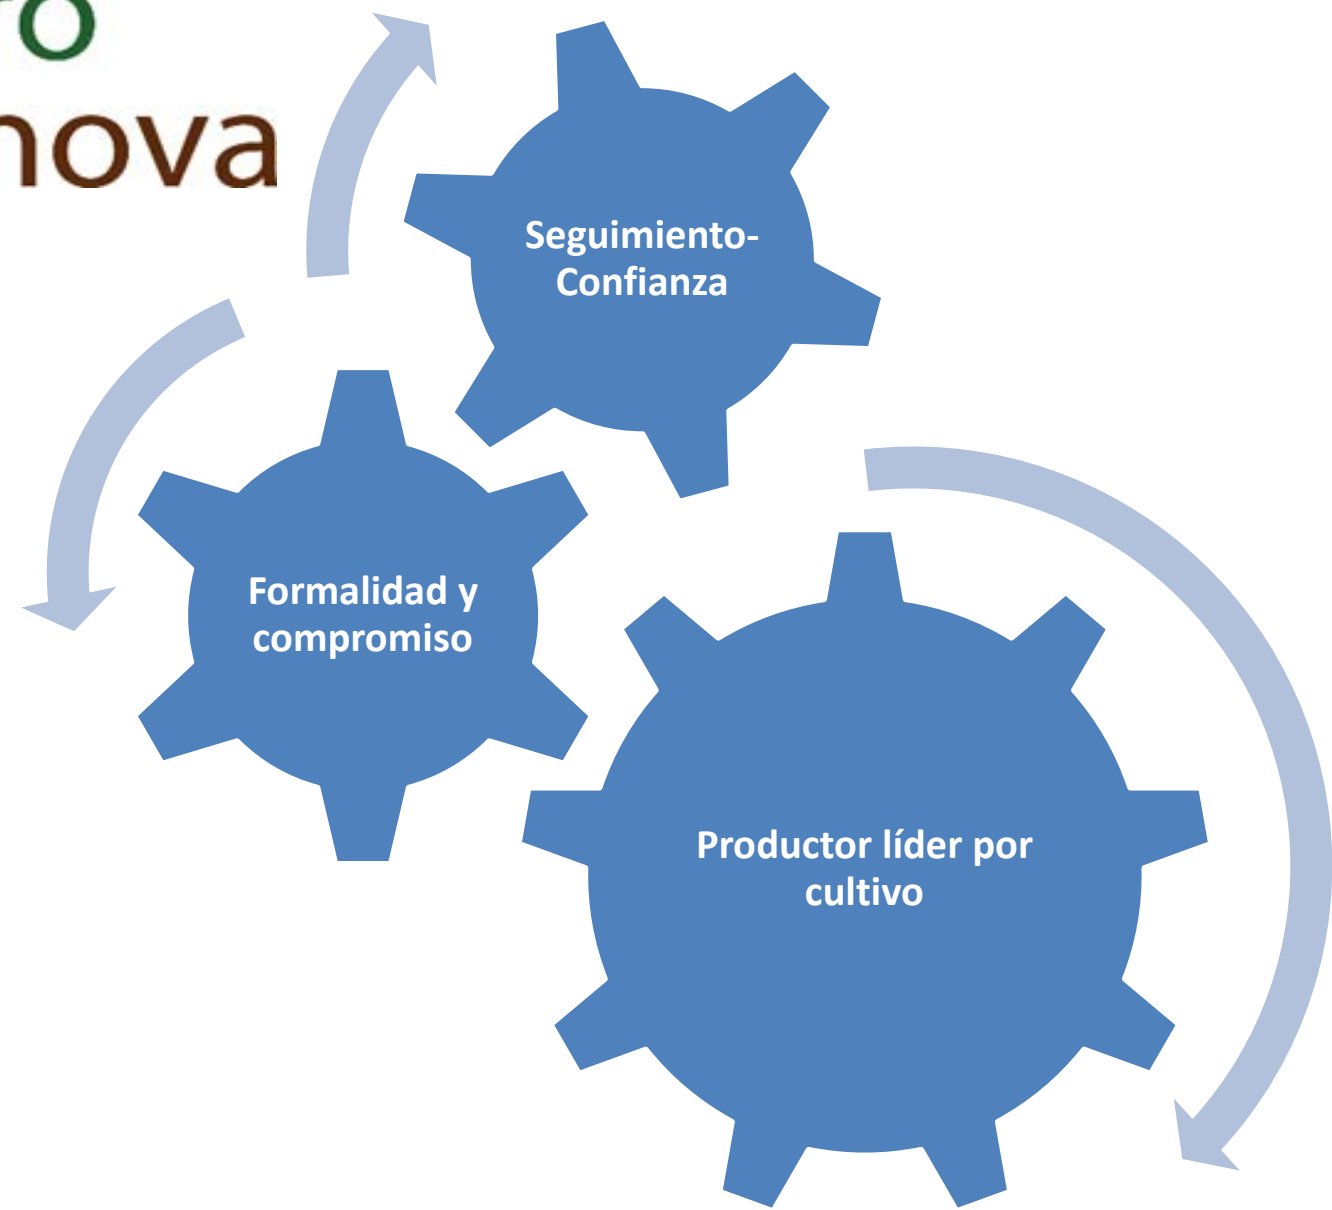 ro
nova
Seguimiento-
Confianza
Formalidad y
compromiso
Productor líder por
cultivo